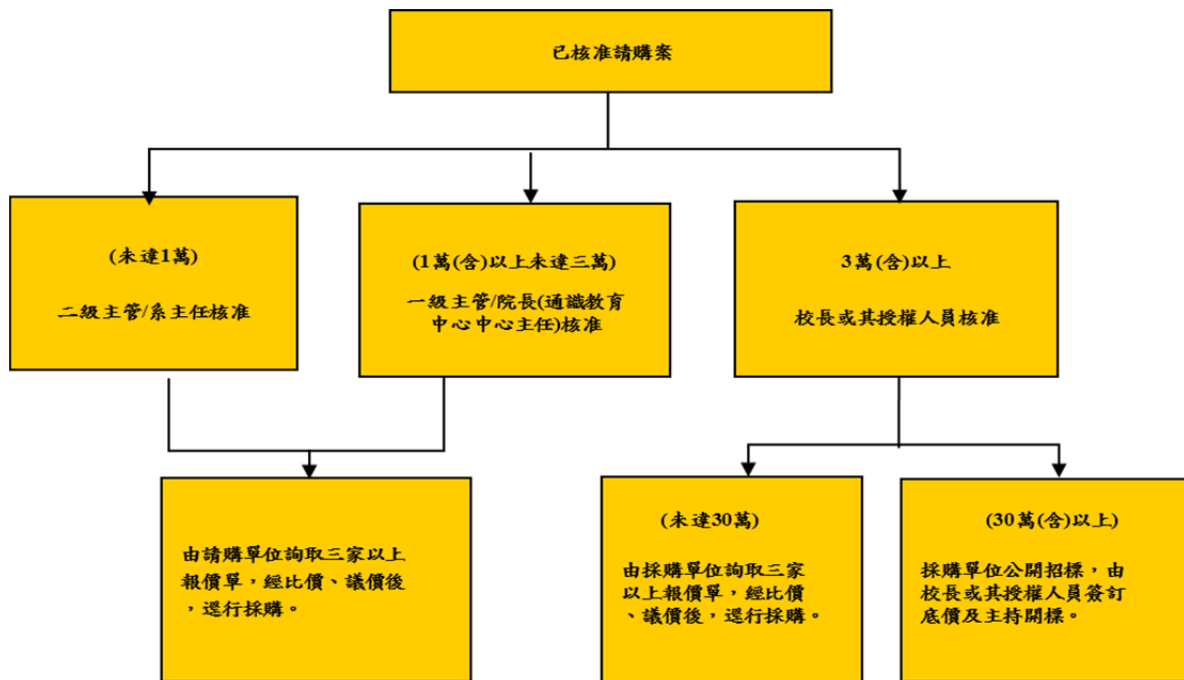 已核准請購案
(未達1萬)
二級主管/系主任核准
(1萬(含)以上未達三萬)
一級主管/院長(通識教育
中心中心主任)核准
3萬(含)以上
校長或其授權人員核准
由請購單位詢取三家以上
報價單，經比價、議價後
，逕行採購。
(未達30萬)
由採購單位詢取三家
以上報價單，經比價
、議價後，逕行採購。
(30萬(含)以上)
採購單位公開招標，由
校長或其授權人員簽訂
底價及主持開標。